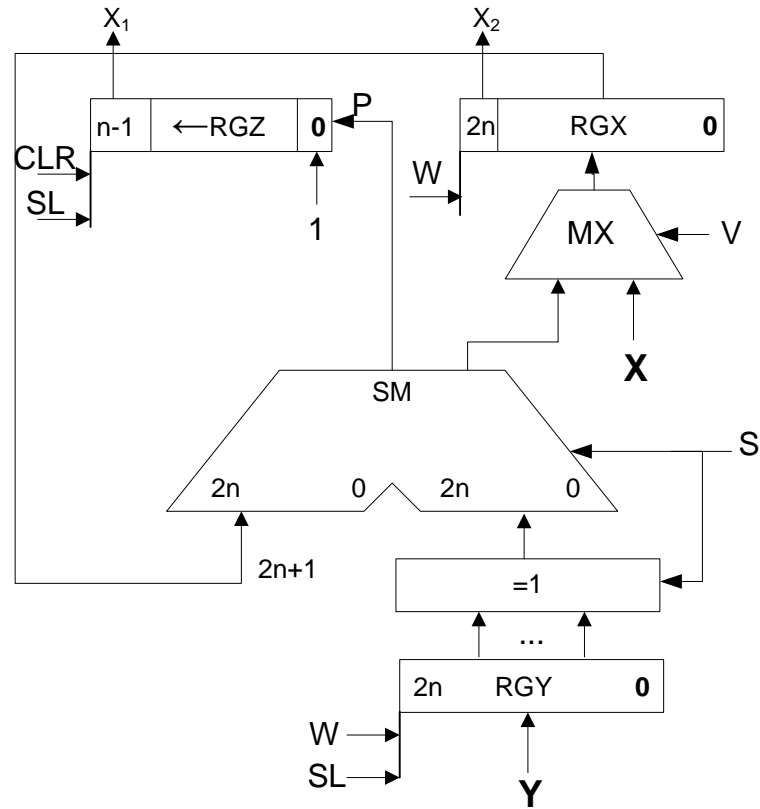 X₁ X₂
n-1 ←RGZ 0 P 2n RGX 0
CLR
SL
1
W
MX V
X
SM
S
2n 0 2n 0
2n+1
=1
...
2n RGY 0
W
SL
Y